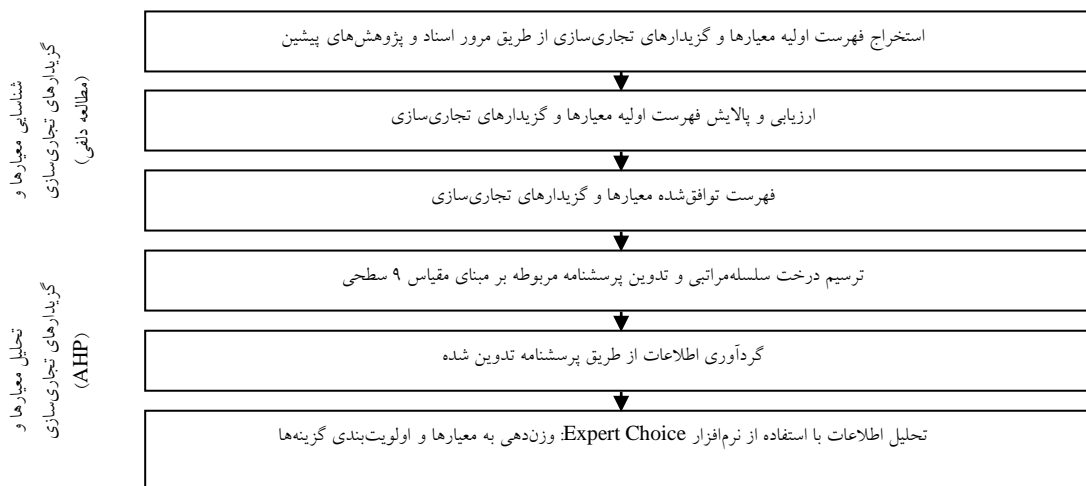 استخراج فهرست اولیه معیارها و گزیدارهای تجاری‌سازی از طریق مرور اسناد و پژوهش‌های پیشین
ارزیابی و پالایش فهرست اولیه معیارها و گزیدارهای تجاری‌سازی
فهرست توافق‌شده معیارها و گزیدارهای تجاری‌سازی
شناسایی معیارها و
گزیدارهای تجاری‌سازی
(مطالعه دلفی)
ترسیم درخت سلسله‌مراتبی و تدوین پرسشنامه مربوطه بر مبنای مقیاس ۹ سطحی
گردآوری اطلاعات از طریق پرسشنامه تدوین شده
تحلیل اطلاعات با استفاده از نرم‌افزار Expert Choice: وزن‌دهی به معیارها و اولویت‌بندی گزینه‌ها
تحلیل معیارها و
گزیدارهای تجاری‌سازی
(AHP)